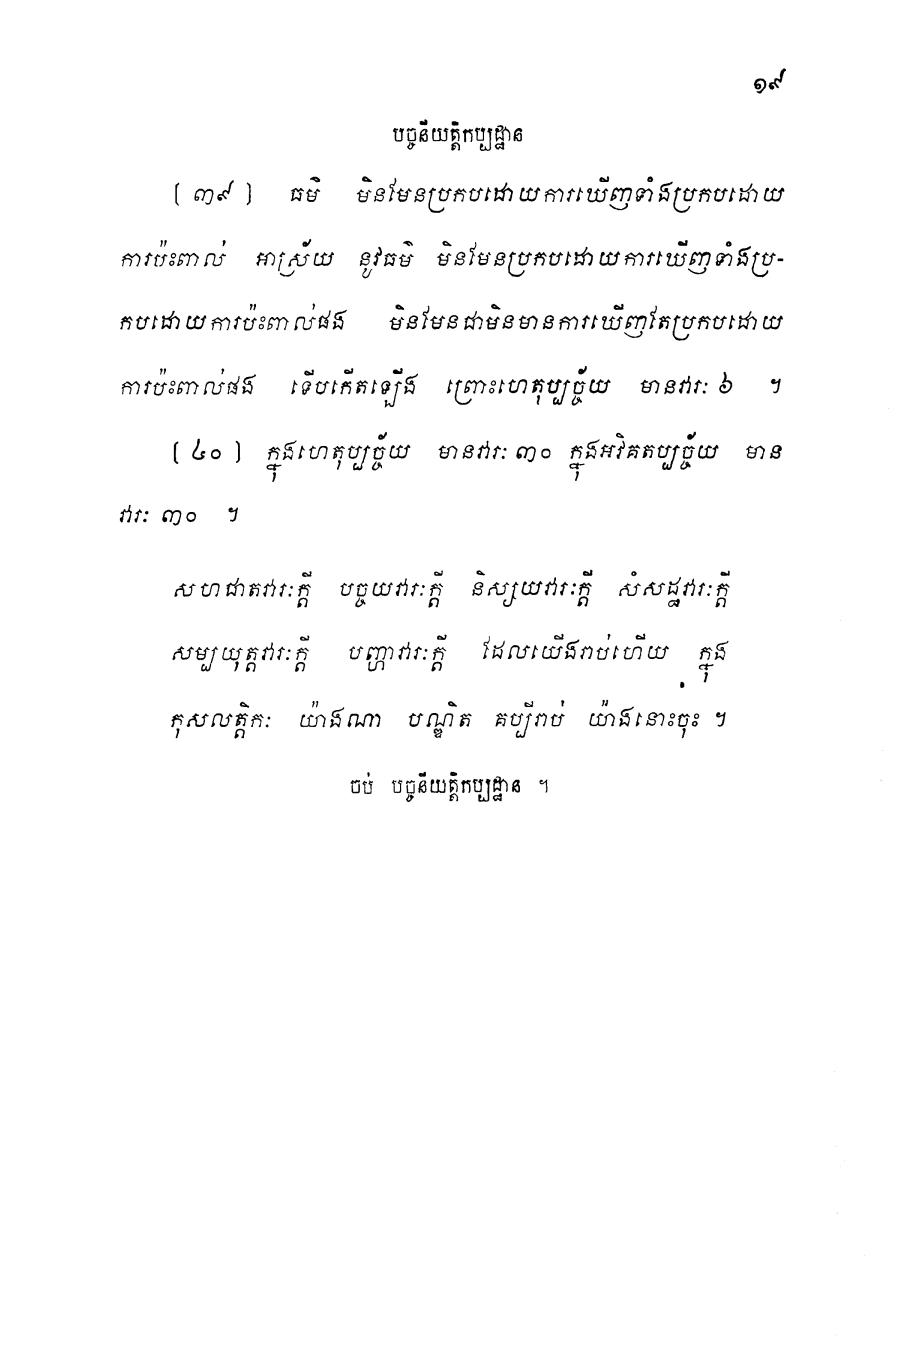 ១៩
បច្ចនីយត្តិកប្បដ្ឋាន
[ ៣៩ ] ធម៌ មិនមែនប្រកបដោយការឃើញទាំងប្រកបដោយ
ការប៉ះពាល់ អាស្រ័យ នូវធម៌ មិនមែនប្រកបដោយការឃើញទាំងប្រ-
កបដោយការប៉ះពាល់ផង មិនមែនជាមិនមានការឃើញតែប្រកបដោយ
ការប៉ះពាល់ផង ទើបកើតឡើង ព្រោះហេតុប្បច្ច័យ មានវារៈ ៦ ។
[ ៤០ ] ក្នុងហេតុប្បច្ច័យ មានវារៈ ៣០ ក្នុងអវិគតប្បច្ច័យ មាន
វារៈ ៣០ ។
សហជាតវារៈក្តី បច្ចយវារៈក្តី និស្សយវារៈក្តី សំសដ្ឋវារៈក្តី
សម្បយុត្តវារៈក្តី បញ្ហាវារៈក្តី ដែលយើងរាប់ហើយ ក្នុង
កុសលត្តិកៈ យ៉ាងណា បណ្ឌិត គប្បីរាប់ យ៉ាងនោះចុះ ។
ចប់ បច្ចនីយត្តិកប្បដ្ឋាន ។